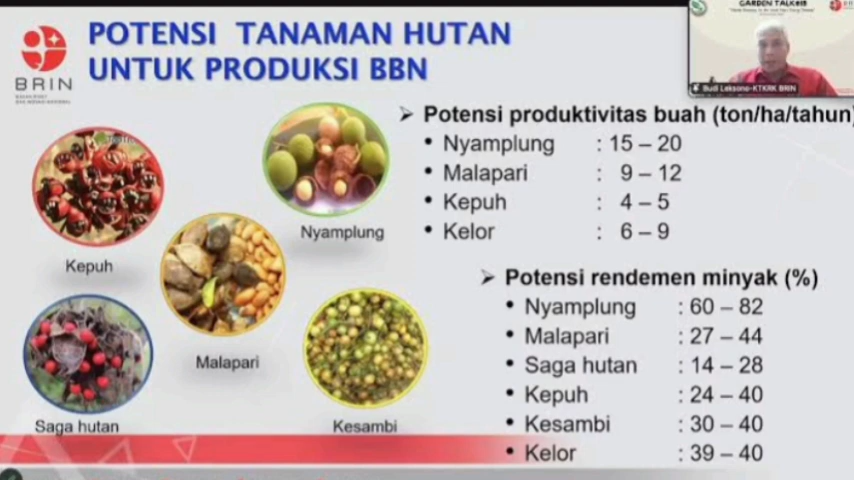 POTENSI TANAMAN HUTAN
UNTUK PRODUKSI BBN
BRIN
GARDEN TALK#15
Budi Leksono-KTKRK BRIN
Kepuh
Nyamplung
Malapari
Saga hutan
Kesambi
➢ Potensi produktivitas buah (ton/ha/tahun)
• Nyamplung : 15 – 20
• Malapari : 9 – 12
• Kepuh : 4 – 5
• Kelor : 6 – 9
➢ Potensi rendemen minyak (%)
• Nyamplung : 60 – 82
• Malapari : 27 – 44
• Saga hutan : 14 – 28
• Kepuh : 24 – 40
• Kesambi : 30 – 40
• Kelor : 39 – 40